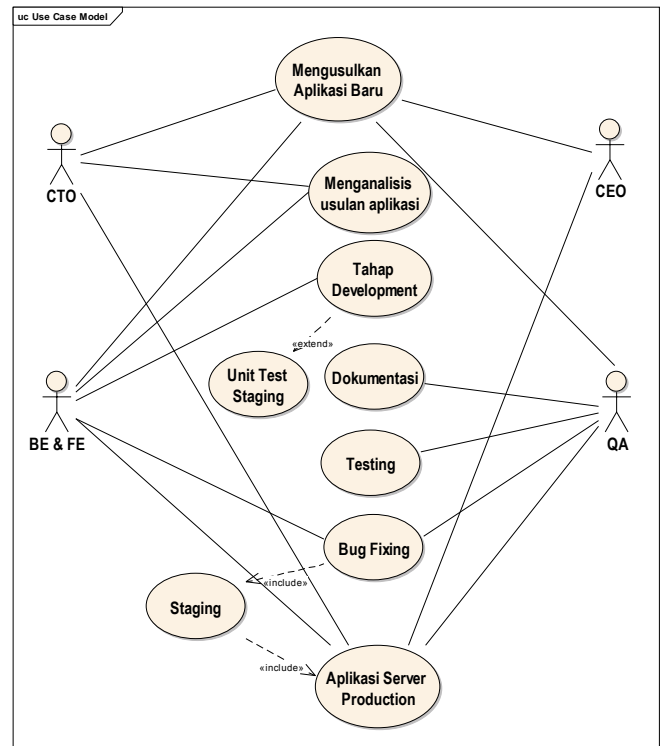 uc Use Case Model
Mengusulkan
Aplikasi Baru
CTO
CEO
Menganalisis
usulan aplikasi
Tahap
Development
«extend»
Unit Test
Staging
Dokumentasi
BE & FE
QA
Testing
Bug Fixing
«include»
Staging
«include»
Aplikasi Server
Production